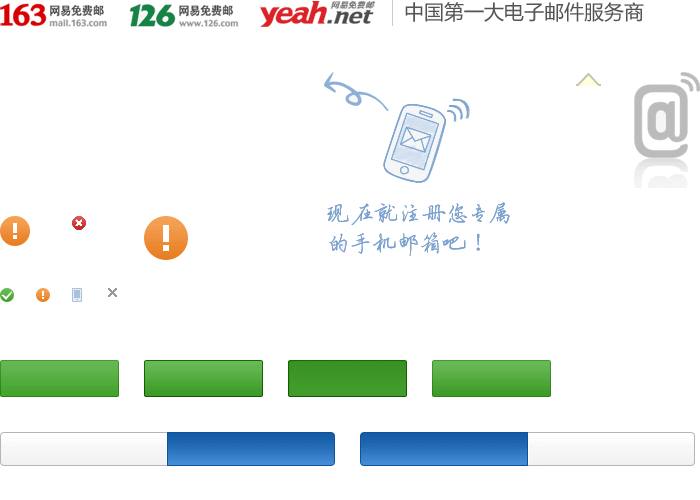 163 网易免费邮
mail.163.com
126 网易免费邮
www.126.com
网易免费邮
yeah.net
中国第一大电子邮件服务商
@
现在就注册您专属
的手机邮箱吧！